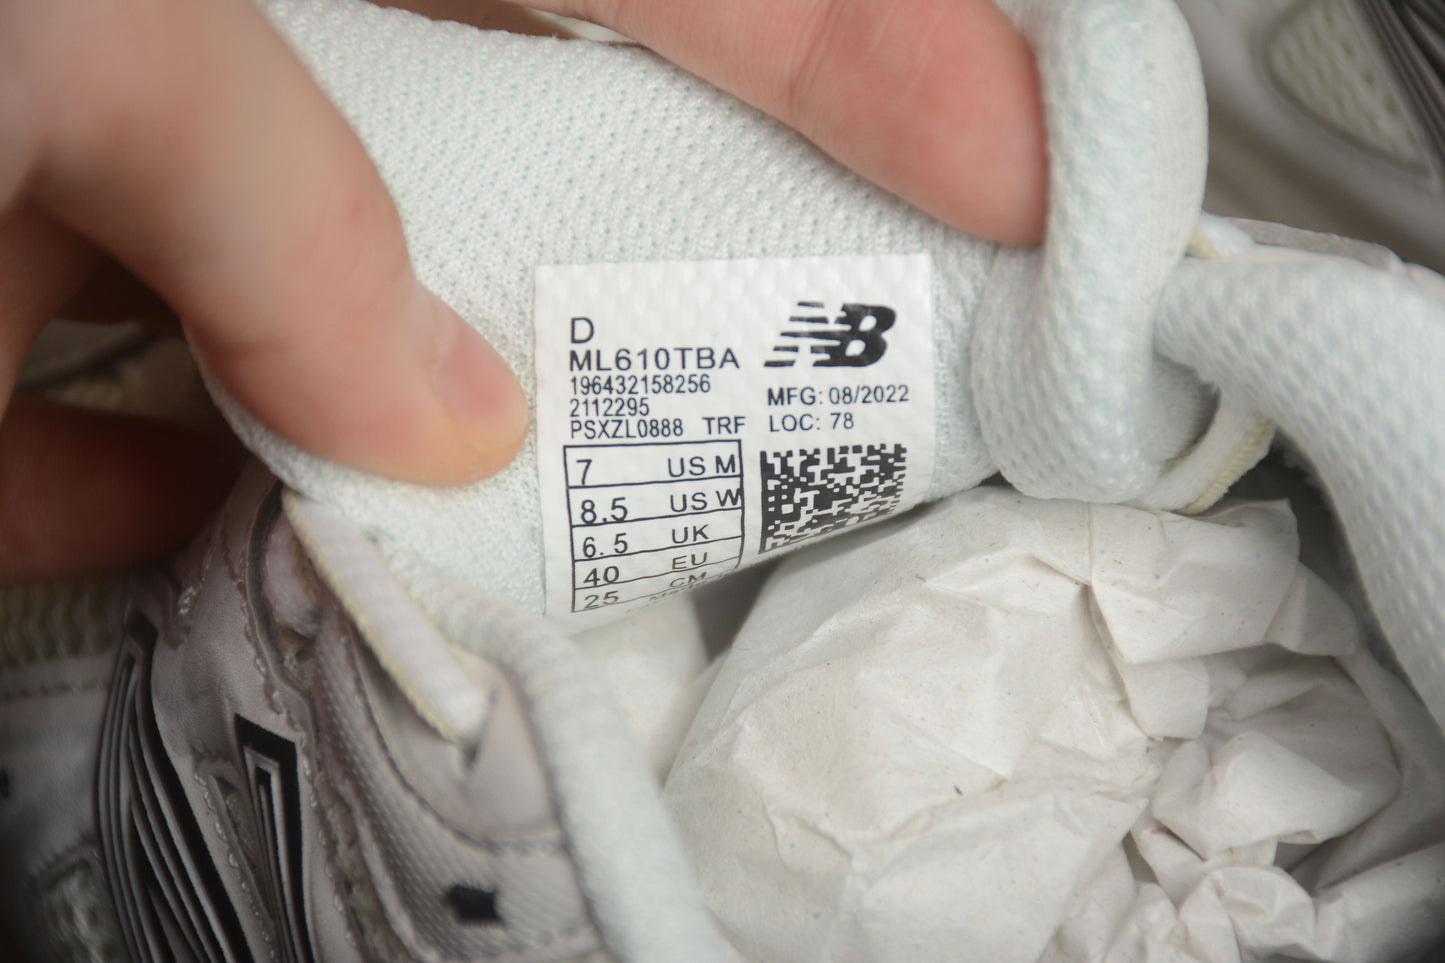 D
ML610TBA
196432158256
2112295
PSXZL0888 TRF
NB
MFG: 08/2022
LOC: 78
7 US M
8.5 US W
6.5 UK
40 EU
25 CM